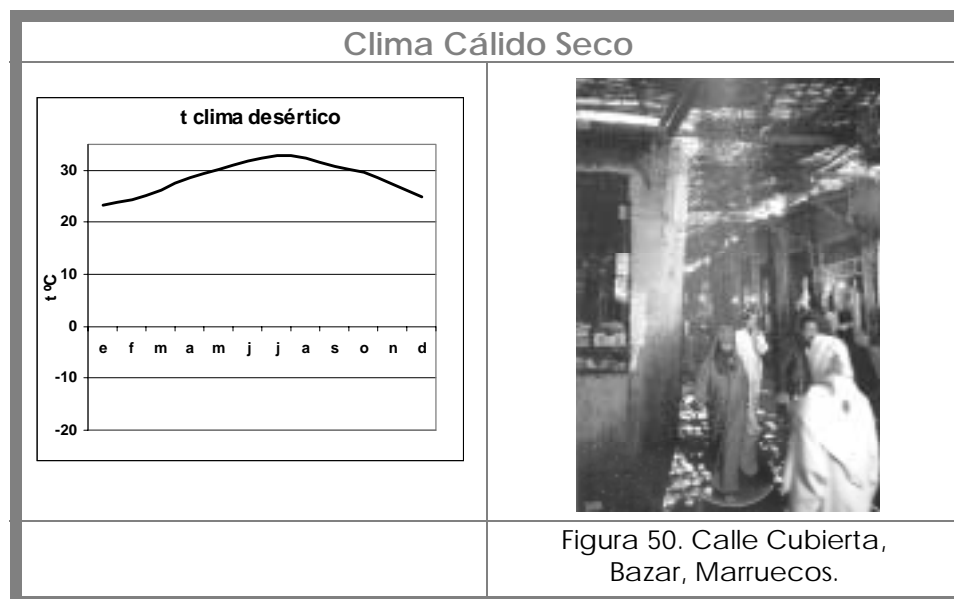 Clima Cálido Seco
t clima desértico
30
20
10
0
-10
-20
t ºC
e f m a m j j a s o n d
Figura 50. Calle Cubierta,
Bazar, Marruecos.